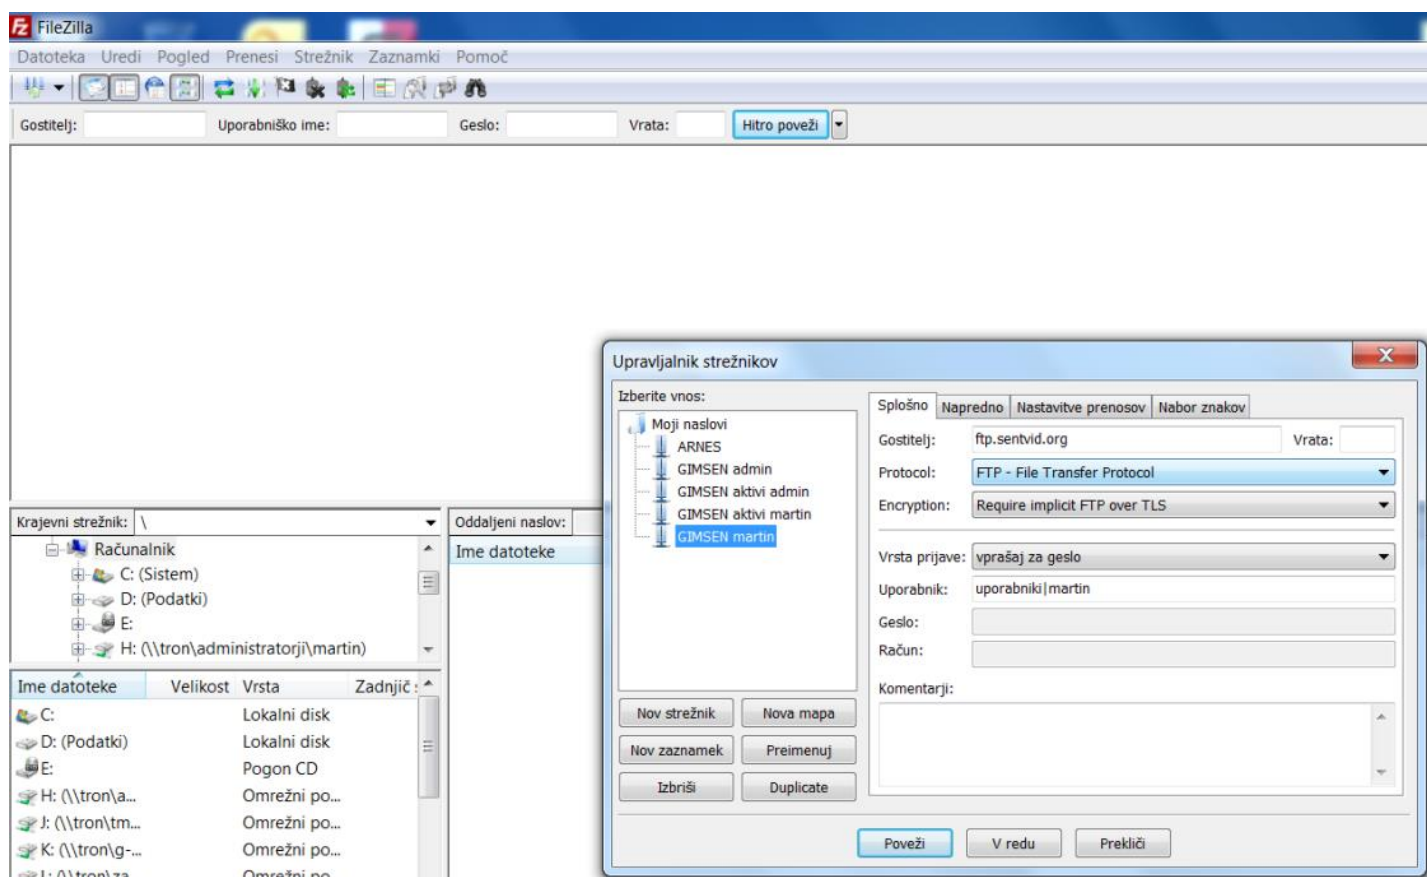 FileZilla
Datoteka Uredi Pogled Prenesi Strežnik Zaznamki Pomoč
Gostitelj: Uporabniško ime: Geslo: Vrata: Hitro poveži
Krajevni strežnik: \
Računalnik
C: (Sistem)
D: (Podatki)
E:
H: (\\tron\administratorji\martin)
Ime datoteke Velikost Vrsta Zadnjič
C: Lokalni disk
D: (Podatki) Lokalni disk
E: Pogon CD
H: (\\tron\a... Omrežni po...
J: (\\tron\tm... Omrežni po...
K: (\\tron\g-... Omrežni po...
Oddaljeni naslov:
Ime datoteke
Upravljalnik strežnikov
Izberite vnos:
Moji naslovi
ARNES
GIMSEN admin
GIMSEN aktivi admin
GIMSEN aktivi martin
GIMSEN martin
Nov strežnik Nova mapa
Nov zaznamek Preimenuj
Izbriši Duplicate
Splošno Napredno Nastavitve prenosov Nabor znakov
Gostitelj: ftp.sentvid.org Vrata:
Protocol: FTP - File Transfer Protocol
Encryption: Require implicit FTP over TLS
Vrsta prijave: vprašaj za geslo
Uporabnik: uporabniki|martin
Geslo:
Račun:
Komentarji:
Poveži V redu Prekliči